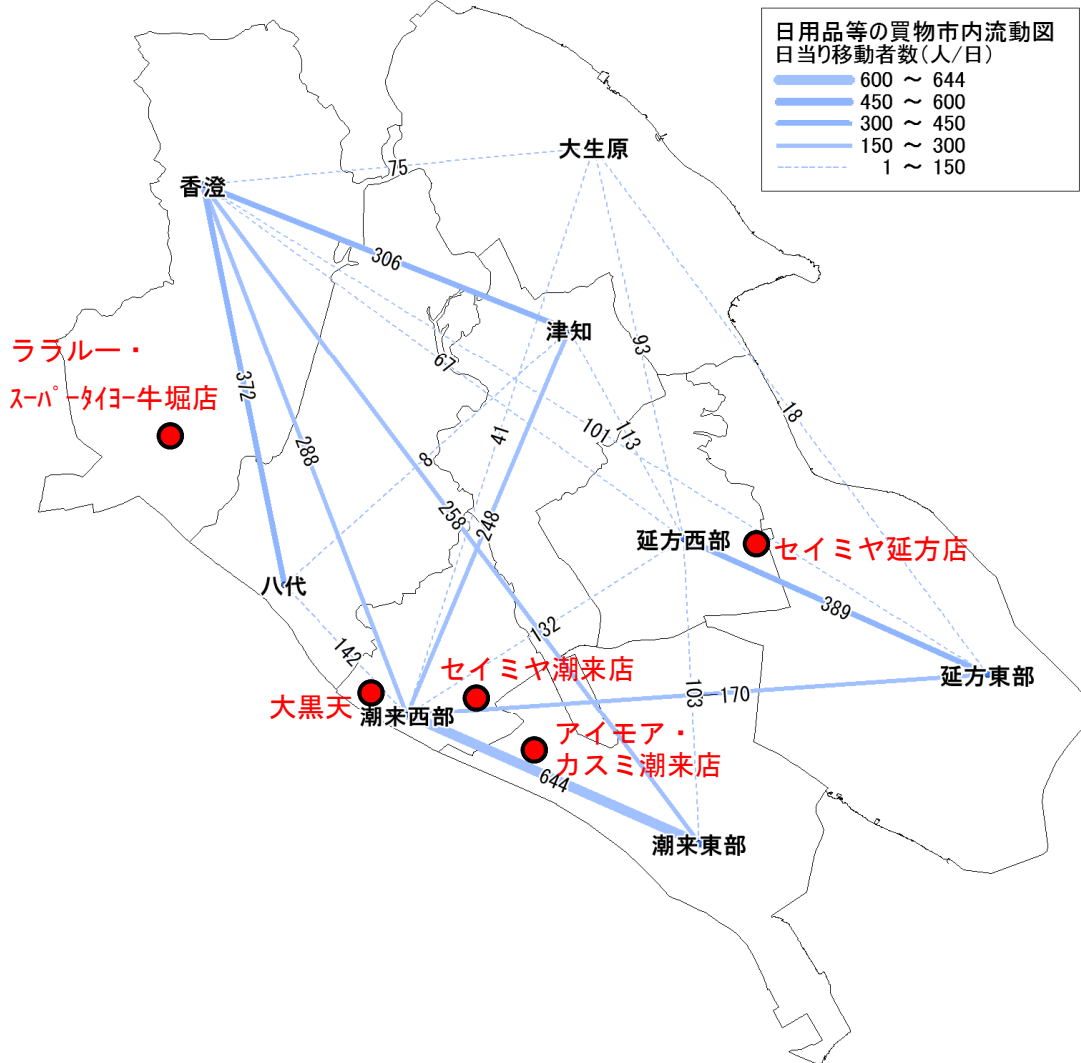 日用品等の買物市内流動図
日当り移動者数(人/日)
600 ～ 644
450 ～ 600
300 ～ 450
150 ～ 300
1 ～ 150
大生原
75
香澄
306
津知
ララルー・
ｽｰﾊﾟｰﾀｲﾖｰ牛堀店
93
67
372
18
101
113
41
288
8
258
248
延方西部
セイミヤ延方店
八代
389
132
142
セイミヤ潮来店
延方東部
大黒天
潮来西部
103
170
アイモア・
カスミ潮来店
644
潮来東部